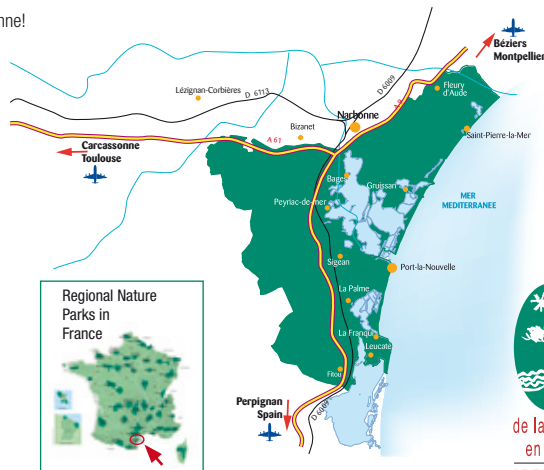 nne!
Béziers
Montpellier
Fleury
d'Aude
D 6009
Lézignan-Corbières
D 6113
A 9
Narbonne
Bizanet
A 61
Saint-Pierre-la-Mer
Carcassonne
Toulouse
Bages
Gruissan
MER
MEDITERRANEE
Peyriac-de-mer
Sigean
Port-la-Nouvelle
La Palme
La Franqui
Leucate
Fitou
Perpignan
Spain
D 6009
Regional Nature
Parks in
France
de la
en